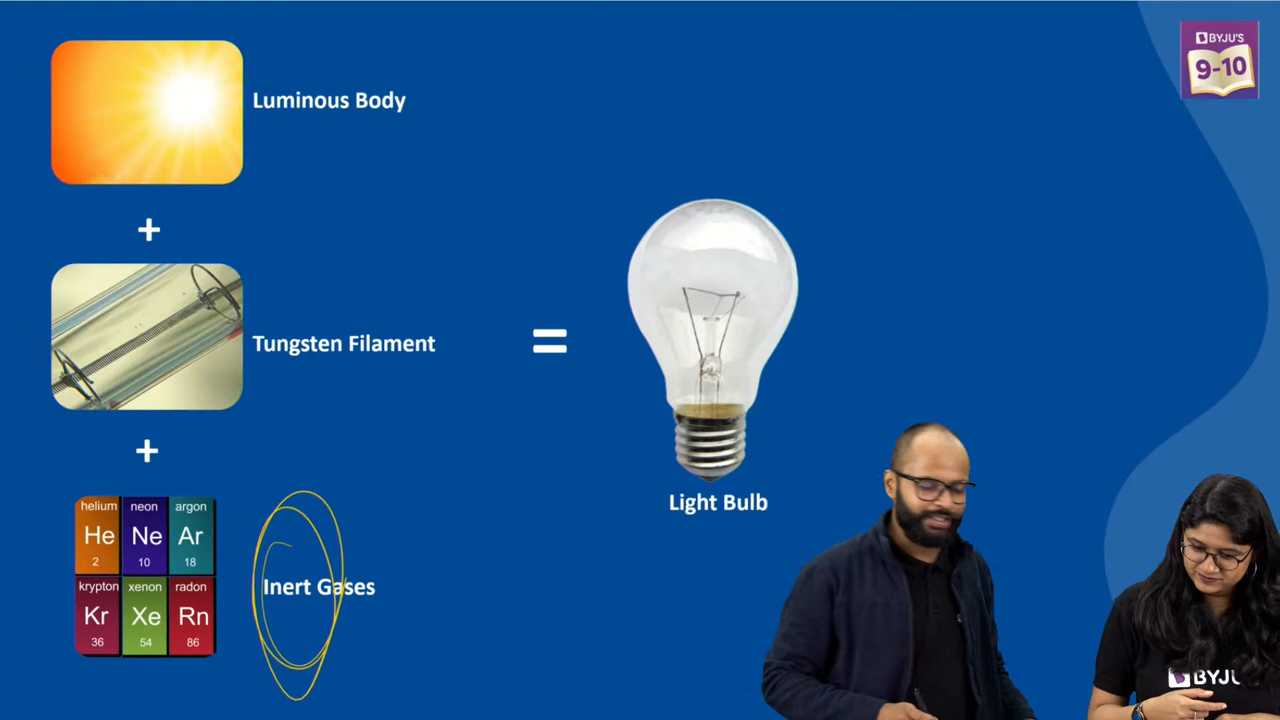 Luminous Body
+
Tungsten Filament
=
+
helium neon argon
He Ne Ar
2 10 18
krypton xenon radon
Kr Xe Rn
36 54 86
Inert Gases
Light Bulb
BYJU'S
9-10
BYJU